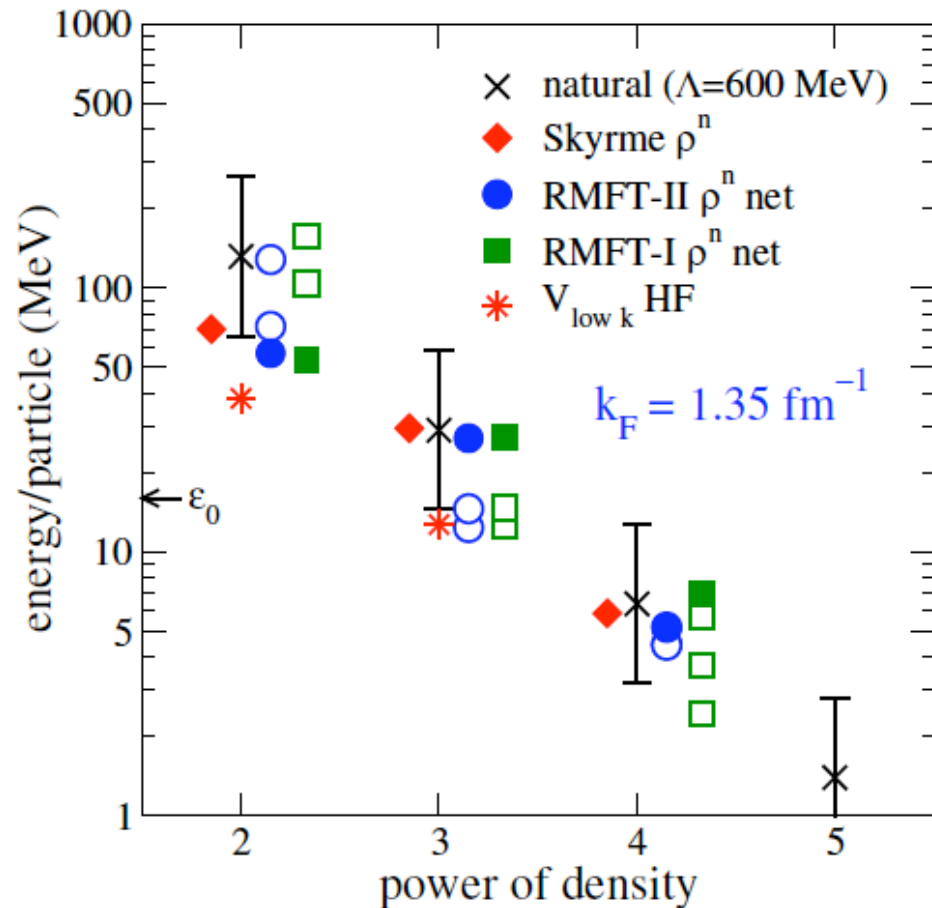 1000
500
100
50
10
5
1
energy/particle (MeV)
natural (Λ=600 MeV)
Skyrme ρⁿ
RMFT-II ρⁿ net
RMFT-I ρⁿ net
V_low k HF
k_F = 1.35 fm⁻¹
ε₀
2 3 4 5
power of density